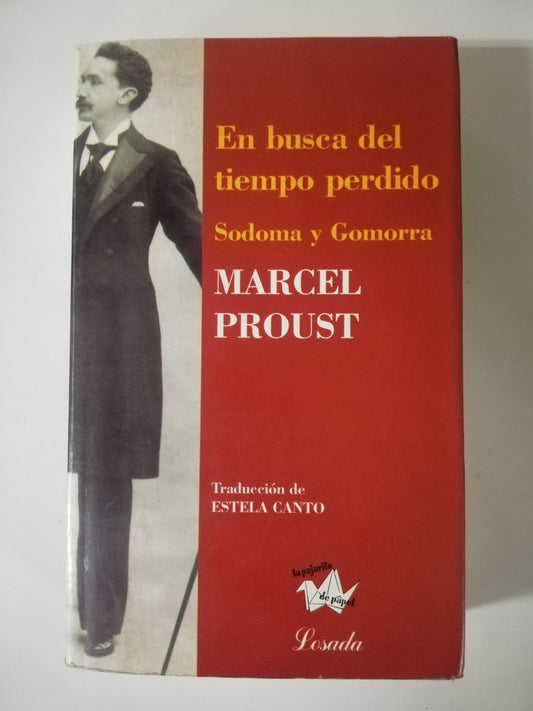 En busca del
tiempo perdido
Sodoma y Gomorra
MARCEL
PROUST
Traducción de
ESTELA CANTO
la pajarita
de papel
Losada